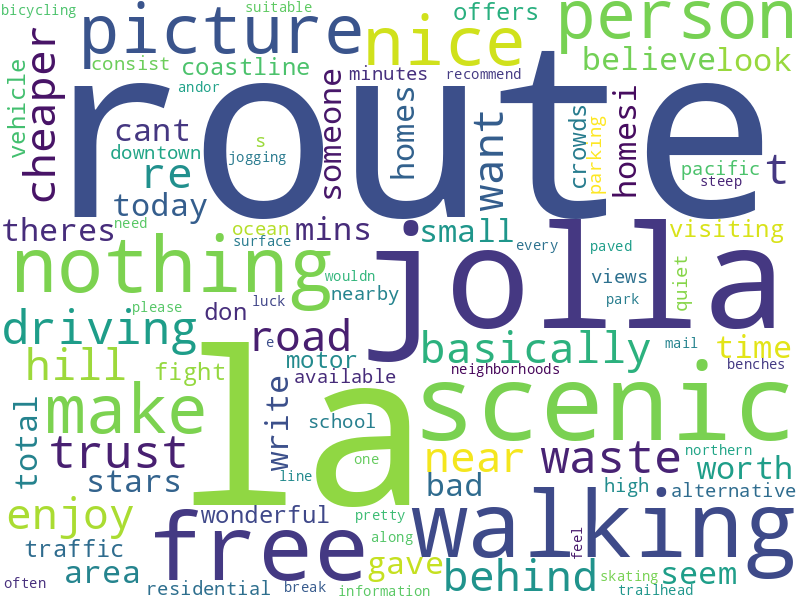 bicycling
suitable
offers
person
picture
nice
believe
look
consist
coastline
minutes
recommend
vehicle
cheaper
andor
someone
homes
want
crowds
parking
homesi
route
cant
s
downtown
jogging
re
pacific
t
steep
today
need
theres
ocean
mins
small
visiting
surface
every
paved
nothing
jolla
wouldn
views
quiet
nearby
luck
park
please
don
driving
road
e
basically
mail
time
motor
hill
fight
available
neighborhoods
benches
scenic
la
make
write
school
total
trust
one
near
waste
northern
worth
stars
line
bad
high
alternative
enjoy
wonderful
pretty
walking
free
traffic
along
feel
area
gave
behind
seem
skating
often
residential
break
information
trailhead